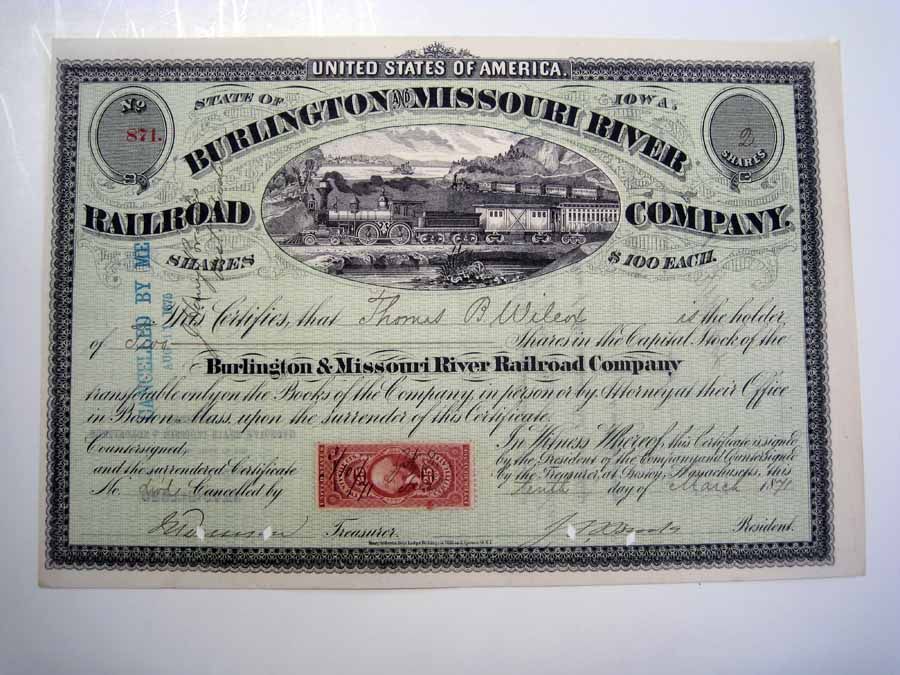 UNITED STATES OF AMERICA.
No
871.
STATE OF IOWA.
2
SHARES
BURLINGTON AND MISSOURI RIVER
RAILROAD COMPANY.
SHARES $100 EACH.
CANCELLED BY ME
This Certifies, that Thomas B. Wilcox is the holder
of Two Shares in the Capital Stock of the
Burlington & Missouri River Railroad Company
transferable only on the Books of the Company, in person or by Attorney at their Office
in Boston Mass, upon the surrender of this Certificate.
Countersigned,
and the surrendered Certificate
No. Cancelled by
Treasurer.
In Witness Whereof, this Certificate is signed
by the President of the Company and Countersigned
by the Treasurer, at Boston, Massachusetts, this
tenth day of March 1871
J. W. Brooks President.